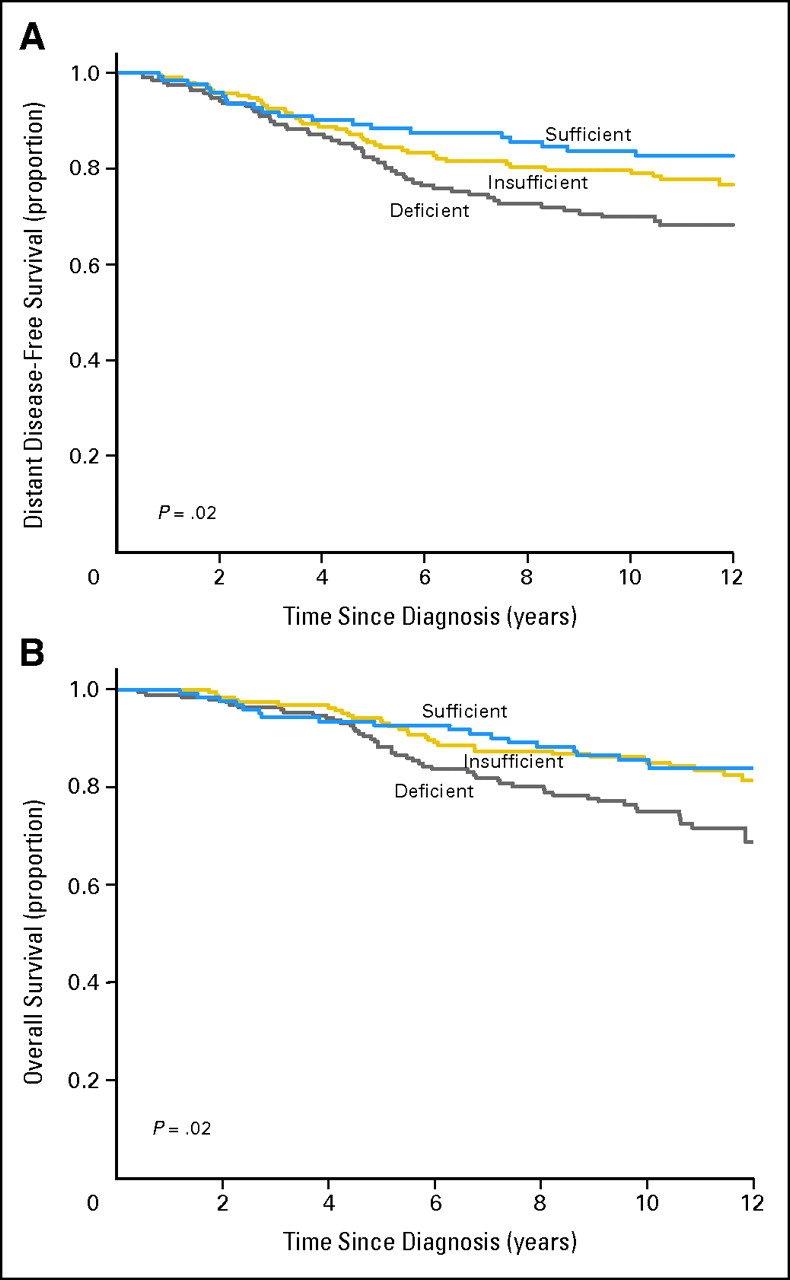 A
Distant Disease-Free Survival (proportion)
1.0
0.8
0.6
0.4
0.2
0
Sufficient
Insufficient
Deficient
P = .02
2 4 6 8 10 12
Time Since Diagnosis (years)
B
Overall Survival (proportion)
1.0
0.8
0.6
0.4
0.2
0
Sufficient
Insufficient
Deficient
P = .02
2 4 6 8 10 12
Time Since Diagnosis (years)